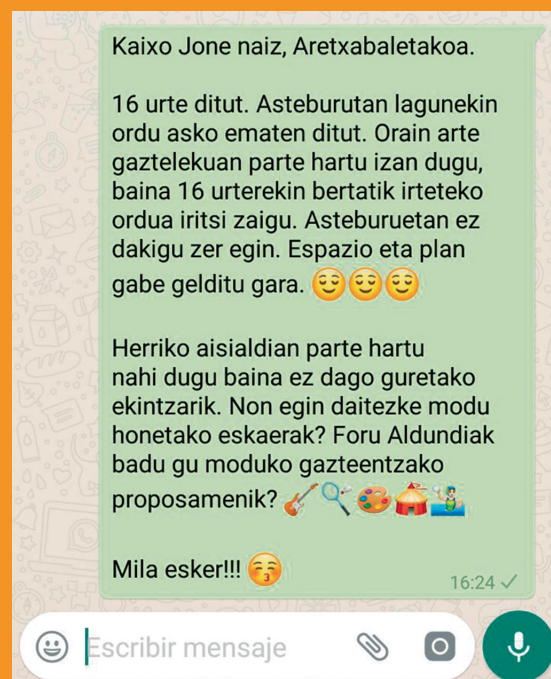 Kaixo Jone naiz, Aretxabaletakoa.
16 urte ditut. Asteburutan lagunekin
ordu asko ematen ditut. Orain arte
gaztelekuan parte hartu izan dugu,
baina 16 urterekin bertatik irteteko
ordua iritsi zaigu. Asteburuetan ez
dakigu zer egin. Espazio eta plan
gabe gelditu gara. 😌😌😌
Herriko aisialdian parte hartu
nahi dugu baina ez dago guretako
ekintzarik. Non egin daitezke modu
honetako eskaerak? Foru Aldundiak
badu gu moduko gazteentzako
proposamenik? 🎸🏸🎨🎪🤽
Mila esker!!! 😚
16:24 ✓
Escribir mensaje